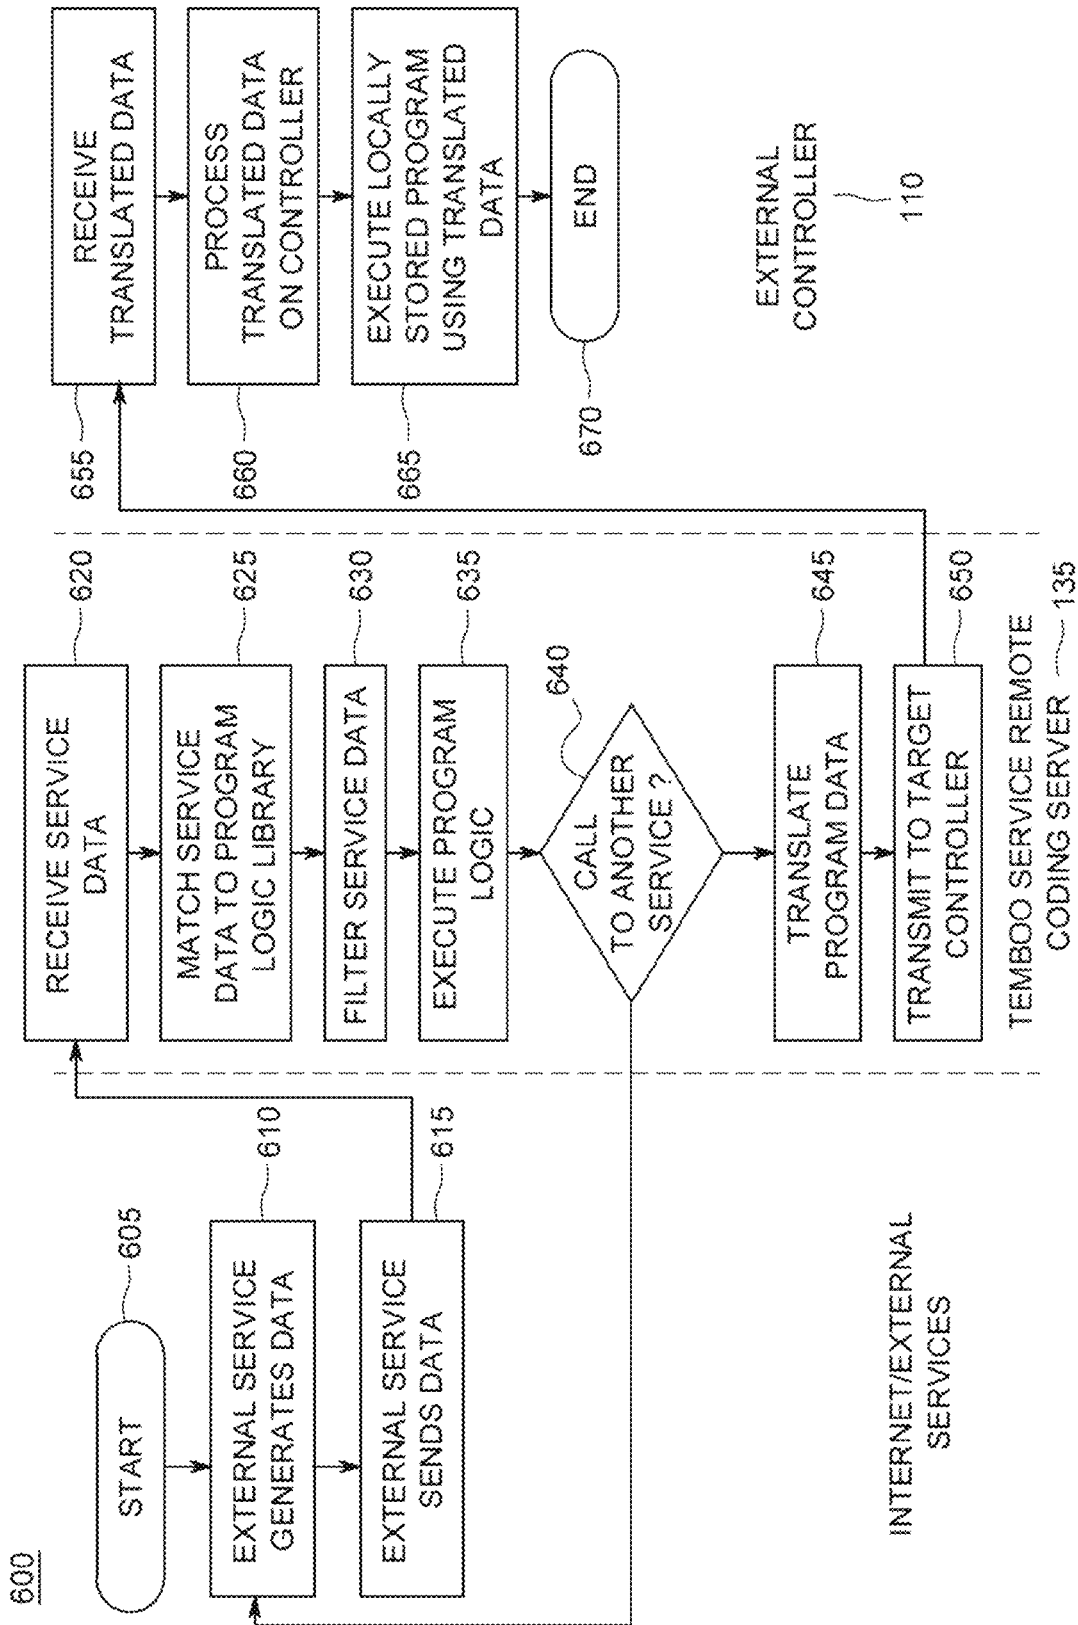 600
START
605
EXTERNAL SERVICE
GENERATES DATA
610
EXTERNAL SERVICE
SENDS DATA
615
INTERNET/EXTERNAL
SERVICES
RECEIVE SERVICE
DATA
620
MATCH SERVICE
DATA TO PROGRAM
LOGIC LIBRARY
625
FILTER SERVICE DATA
630
EXECUTE PROGRAM
LOGIC
635
CALL
TO ANOTHER
SERVICE ?
640
TRANSLATE
PROGRAM DATA
645
TRANSMIT TO TARGET
CONTROLLER
650
TEMBOO SERVICE REMOTE
CODING SERVER
135
RECEIVE
TRANSLATED DATA
655
PROCESS
TRANSLATED DATA
ON CONTROLLER
660
EXECUTE LOCALLY
STORED PROGRAM
USING TRANSLATED
DATA
665
END
670
EXTERNAL
CONTROLLER
110